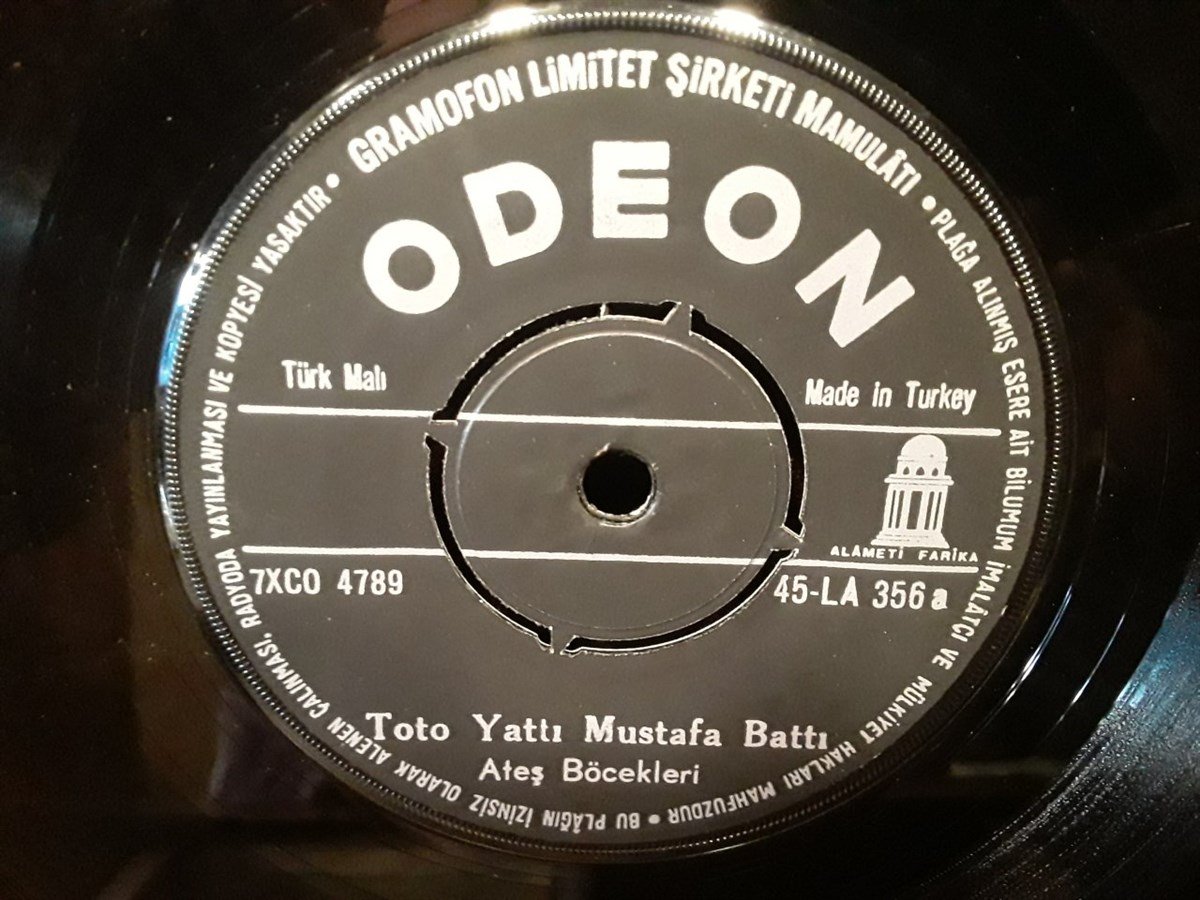 GRAMOFON LİMİTET ŞİRKETİ MAMULÂTI • PLAĞA ALINMIŞ ESERE AİT BİLUMUM İMALÂTCI VE MÜLKİYET HAKLARI MAHFUZDUR • BU PLÂĞIN İZİNSİZ OLARAK ALENEN ÇALINMASI, RADYODA YAYINLANMASI VE KOPYESİ YASAKTIR •
ODEON
Türk Malı
Made in Turkey
ALÂMETİ FARİKA
7XCO 4789
45-LA 356 a
Toto Yattı Mustafa Battı
Ateş Böcekleri